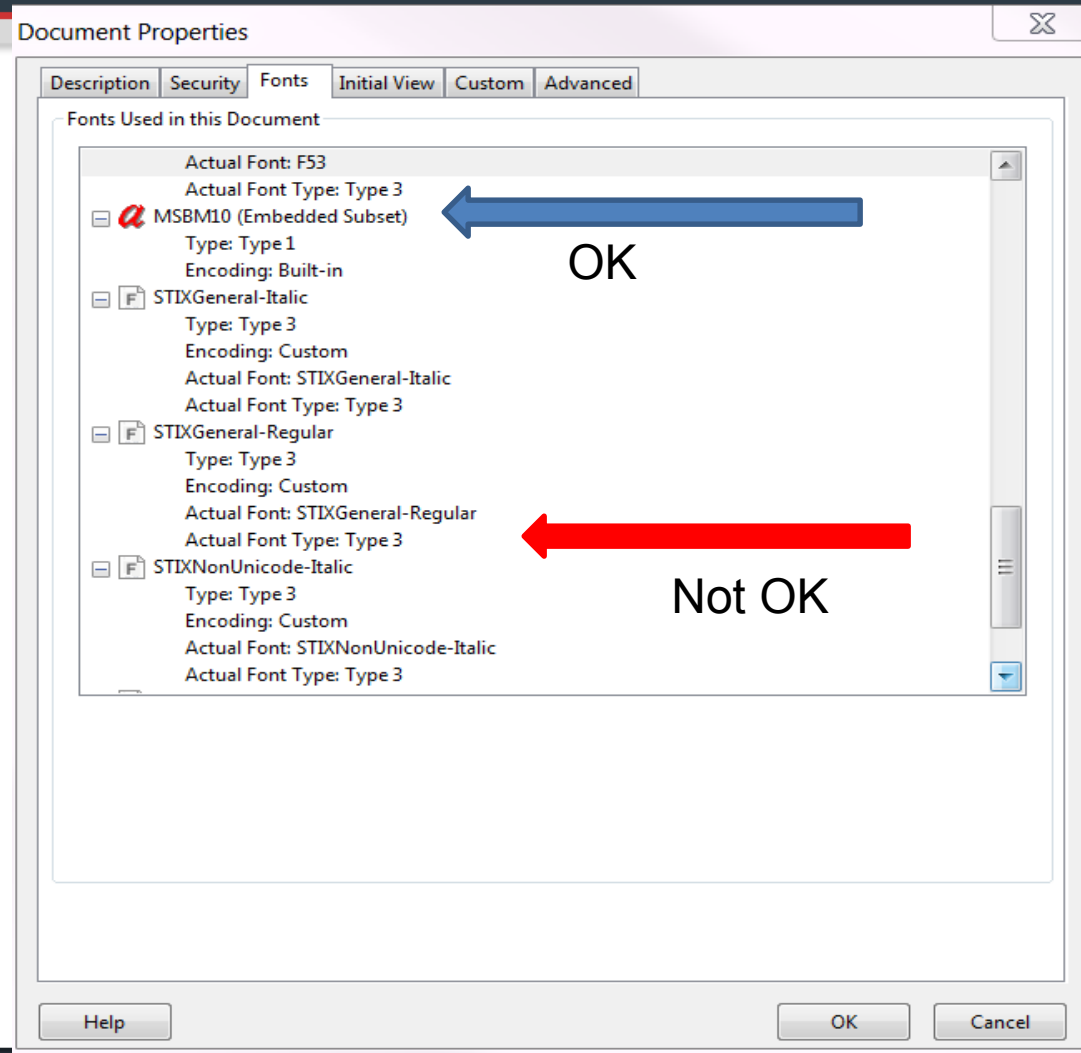 Document Properties
Description Security Fonts Initial View Custom Advanced
Fonts Used in this Document
Actual Font: F53
Actual Font Type: Type 3
MSBM10 (Embedded Subset)
Type: Type 1
OK
Encoding: Built-in
STIXGeneral-Italic
Type: Type 3
Encoding: Custom
Actual Font: STIXGeneral-Italic
Actual Font Type: Type 3
STIXGeneral-Regular
Type: Type 3
Encoding: Custom
Actual Font: STIXGeneral-Regular
Actual Font Type: Type 3
STIXNonUnicode-Italic
Type: Type 3
Not OK
Encoding: Custom
Actual Font: STIXNonUnicode-Italic
Actual Font Type: Type 3
Help OK Cancel